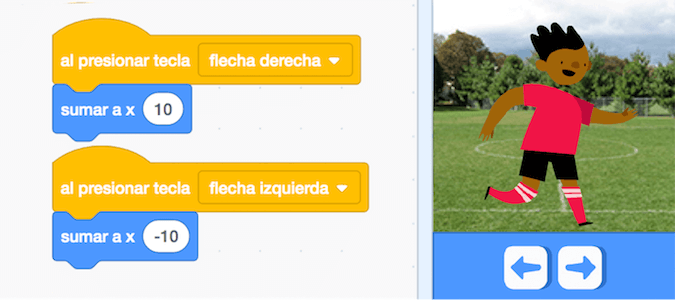 al presionar tecla flecha derecha
sumar a x 10
al presionar tecla flecha izquierda
sumar a x -10